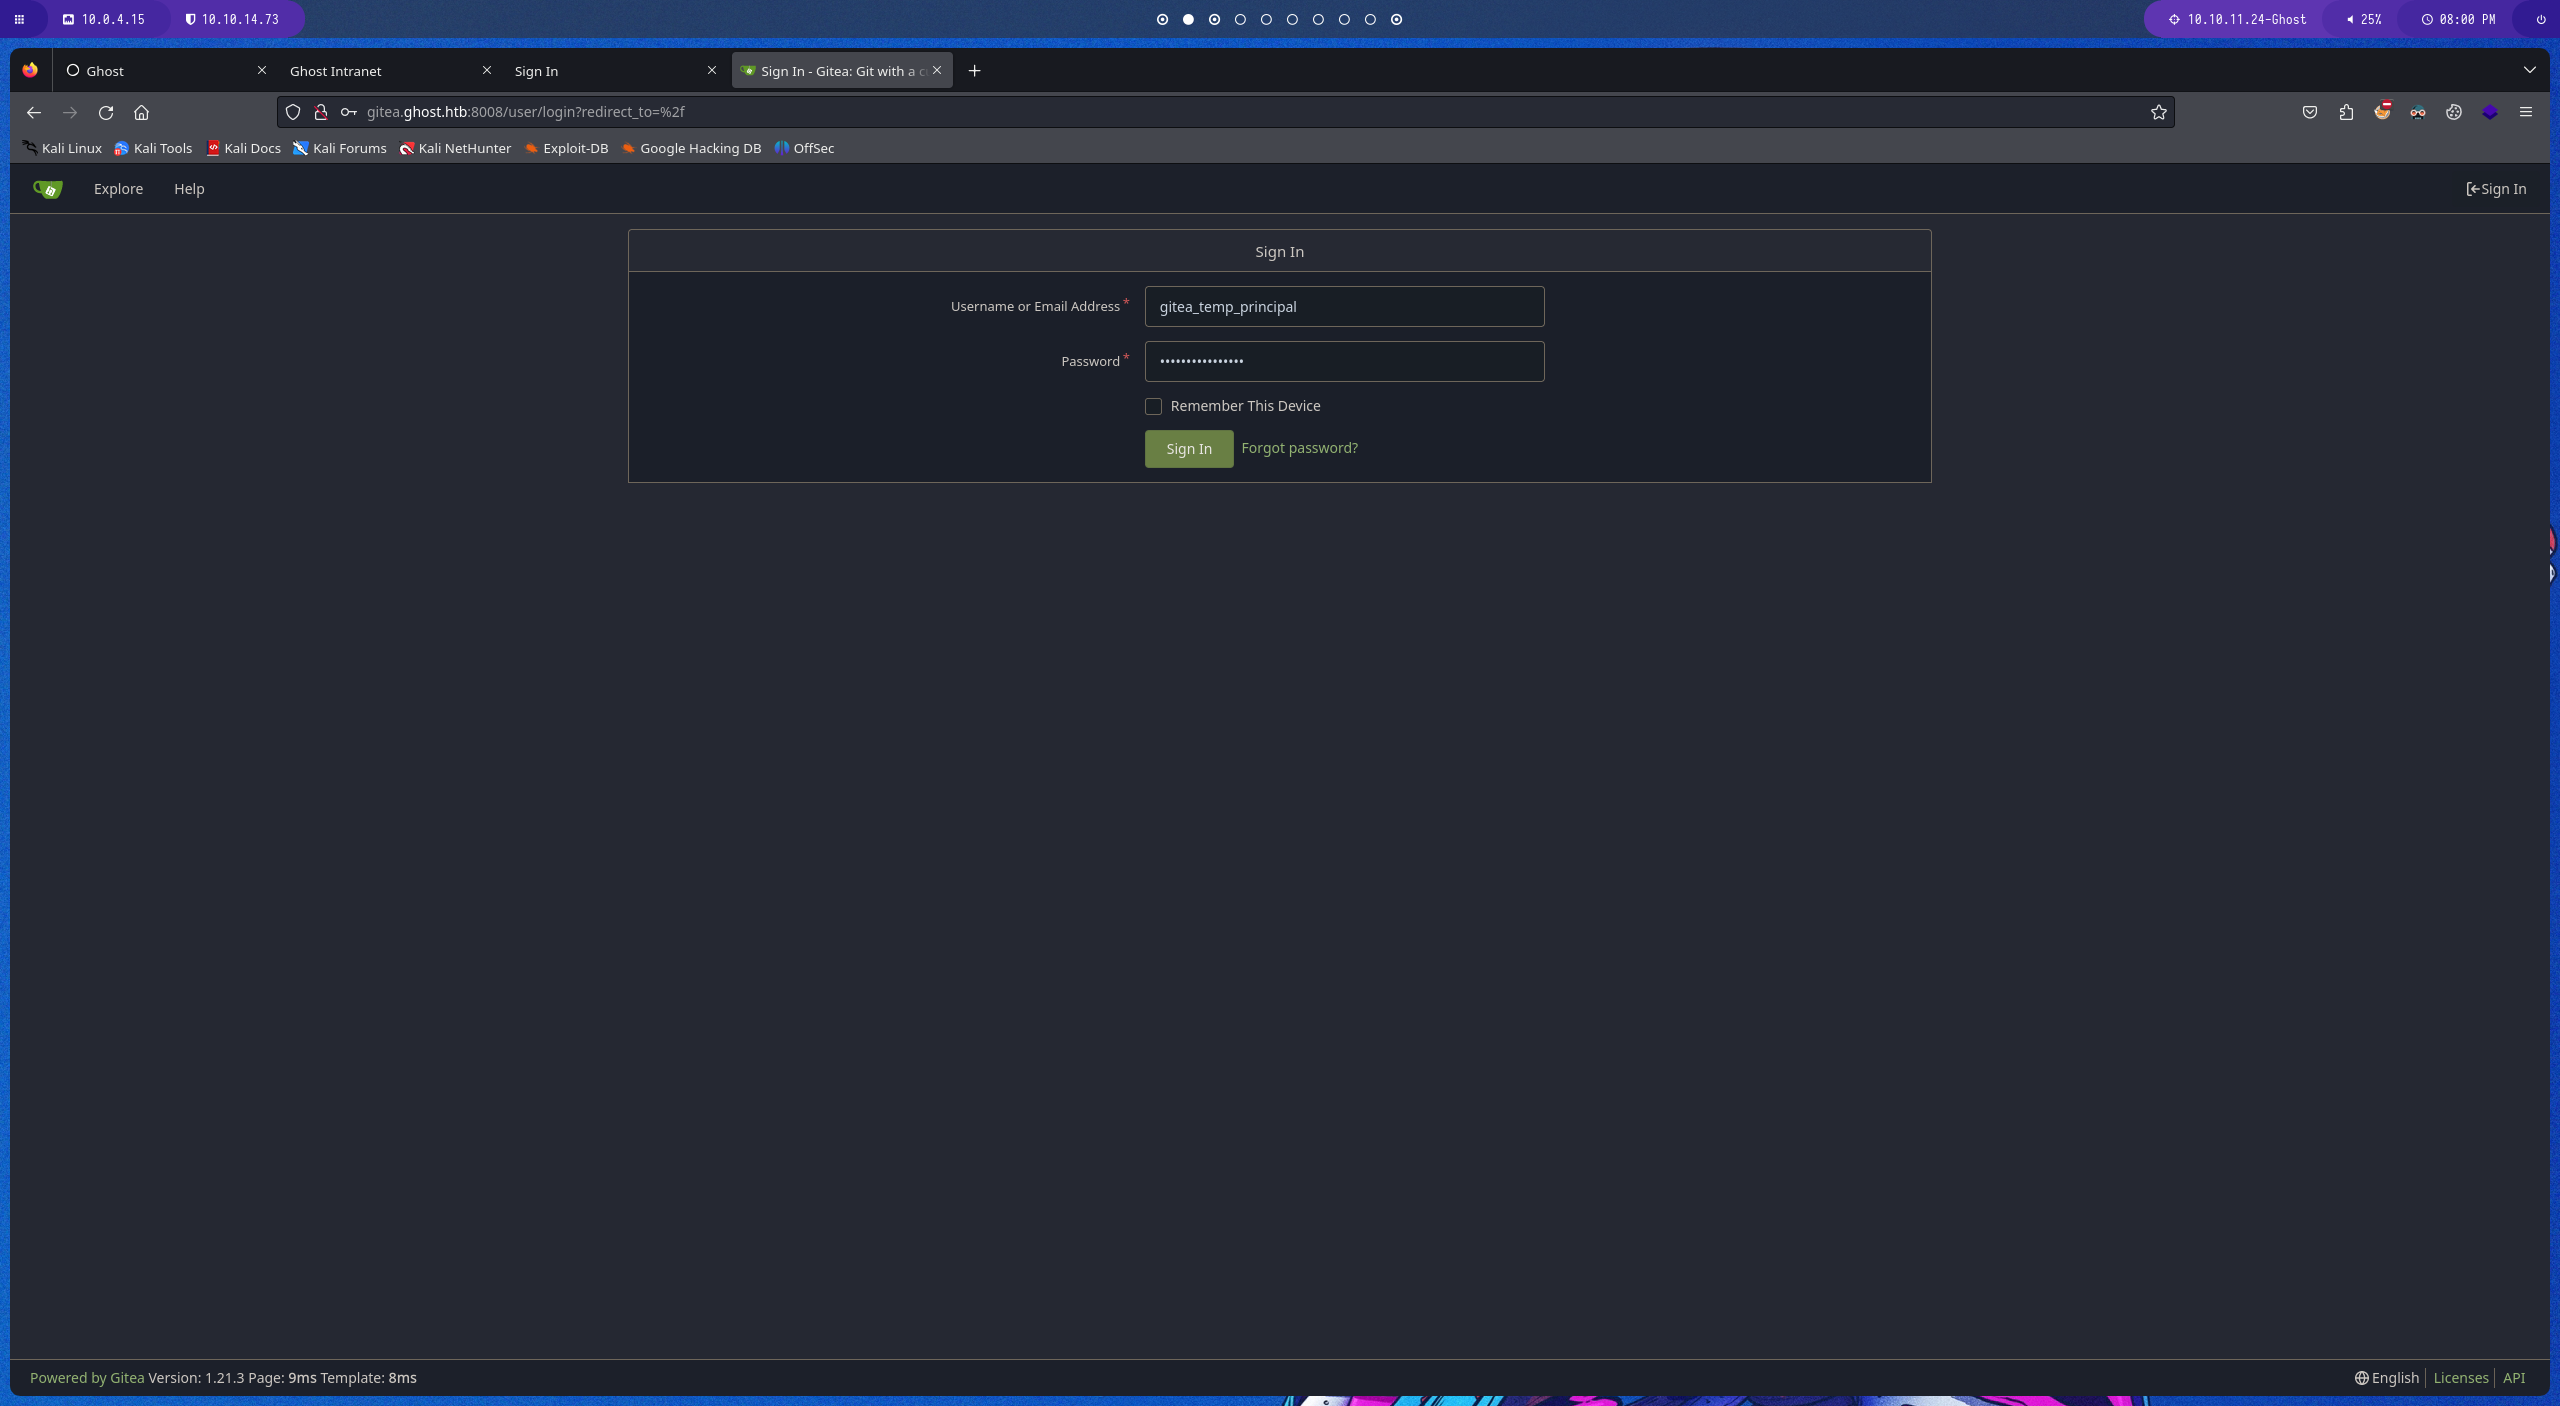 10.0.4.15 10.10.14.73 10.10.11.24-Ghost 25% 08:00 PM
Ghost Ghost Intranet Sign In Sign In - Gitea: Git with a c
gitea.ghost.htb:8008/user/login?redirect_to=%2f
Kali Linux Kali Tools Kali Docs Kali Forums Kali NetHunter Exploit-DB Google Hacking DB OffSec
Explore Help Sign In
Sign In
Username or Email Address * gitea_temp_principal
Password * ••••••••••••••••
Remember This Device
Sign In Forgot password?
Powered by Gitea Version: 1.21.3 Page: 9ms Template: 8ms English Licenses API